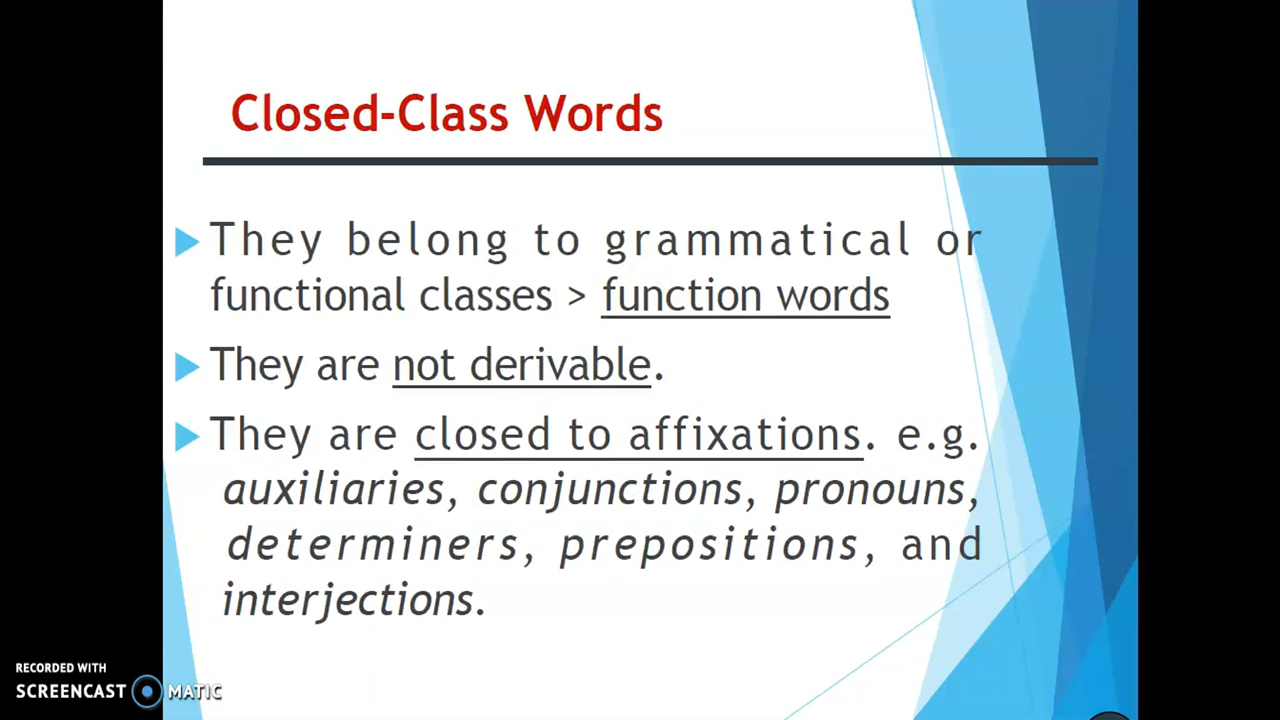 Closed-Class Words
They belong to grammatical or
functional classes > function words
They are not derivable.
They are closed to affixations. e.g.
auxiliaries, conjunctions, pronouns,
determiners, prepositions, and
interjections.
RECORDED WITH
SCREENCAST MATIC